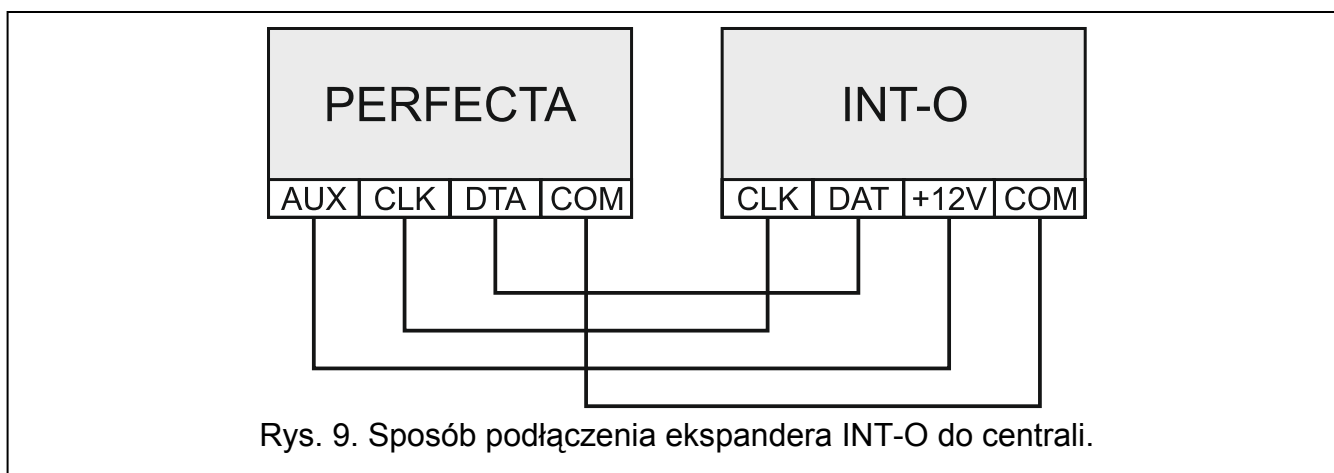 PERFECTA INT-O
AUX CLK DTA COM CLK DAT +12V COM
Rys. 9. Sposób podłączenia ekspandera INT-O do centrali.